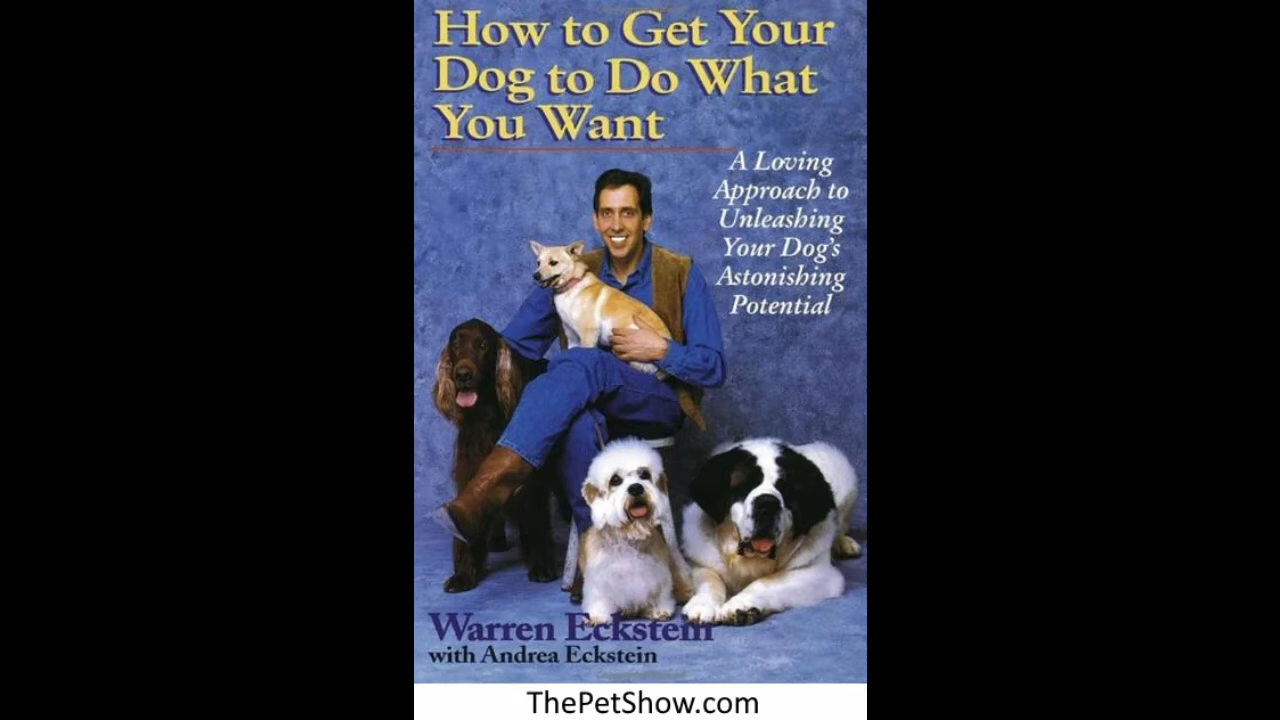 How to Get Your
Dog to Do What
You Want
A Loving
Approach to
Unleashing
Your Dog's
Astonishing
Potential
Warren Eckstein
with Andrea Eckstein
ThePetShow.com